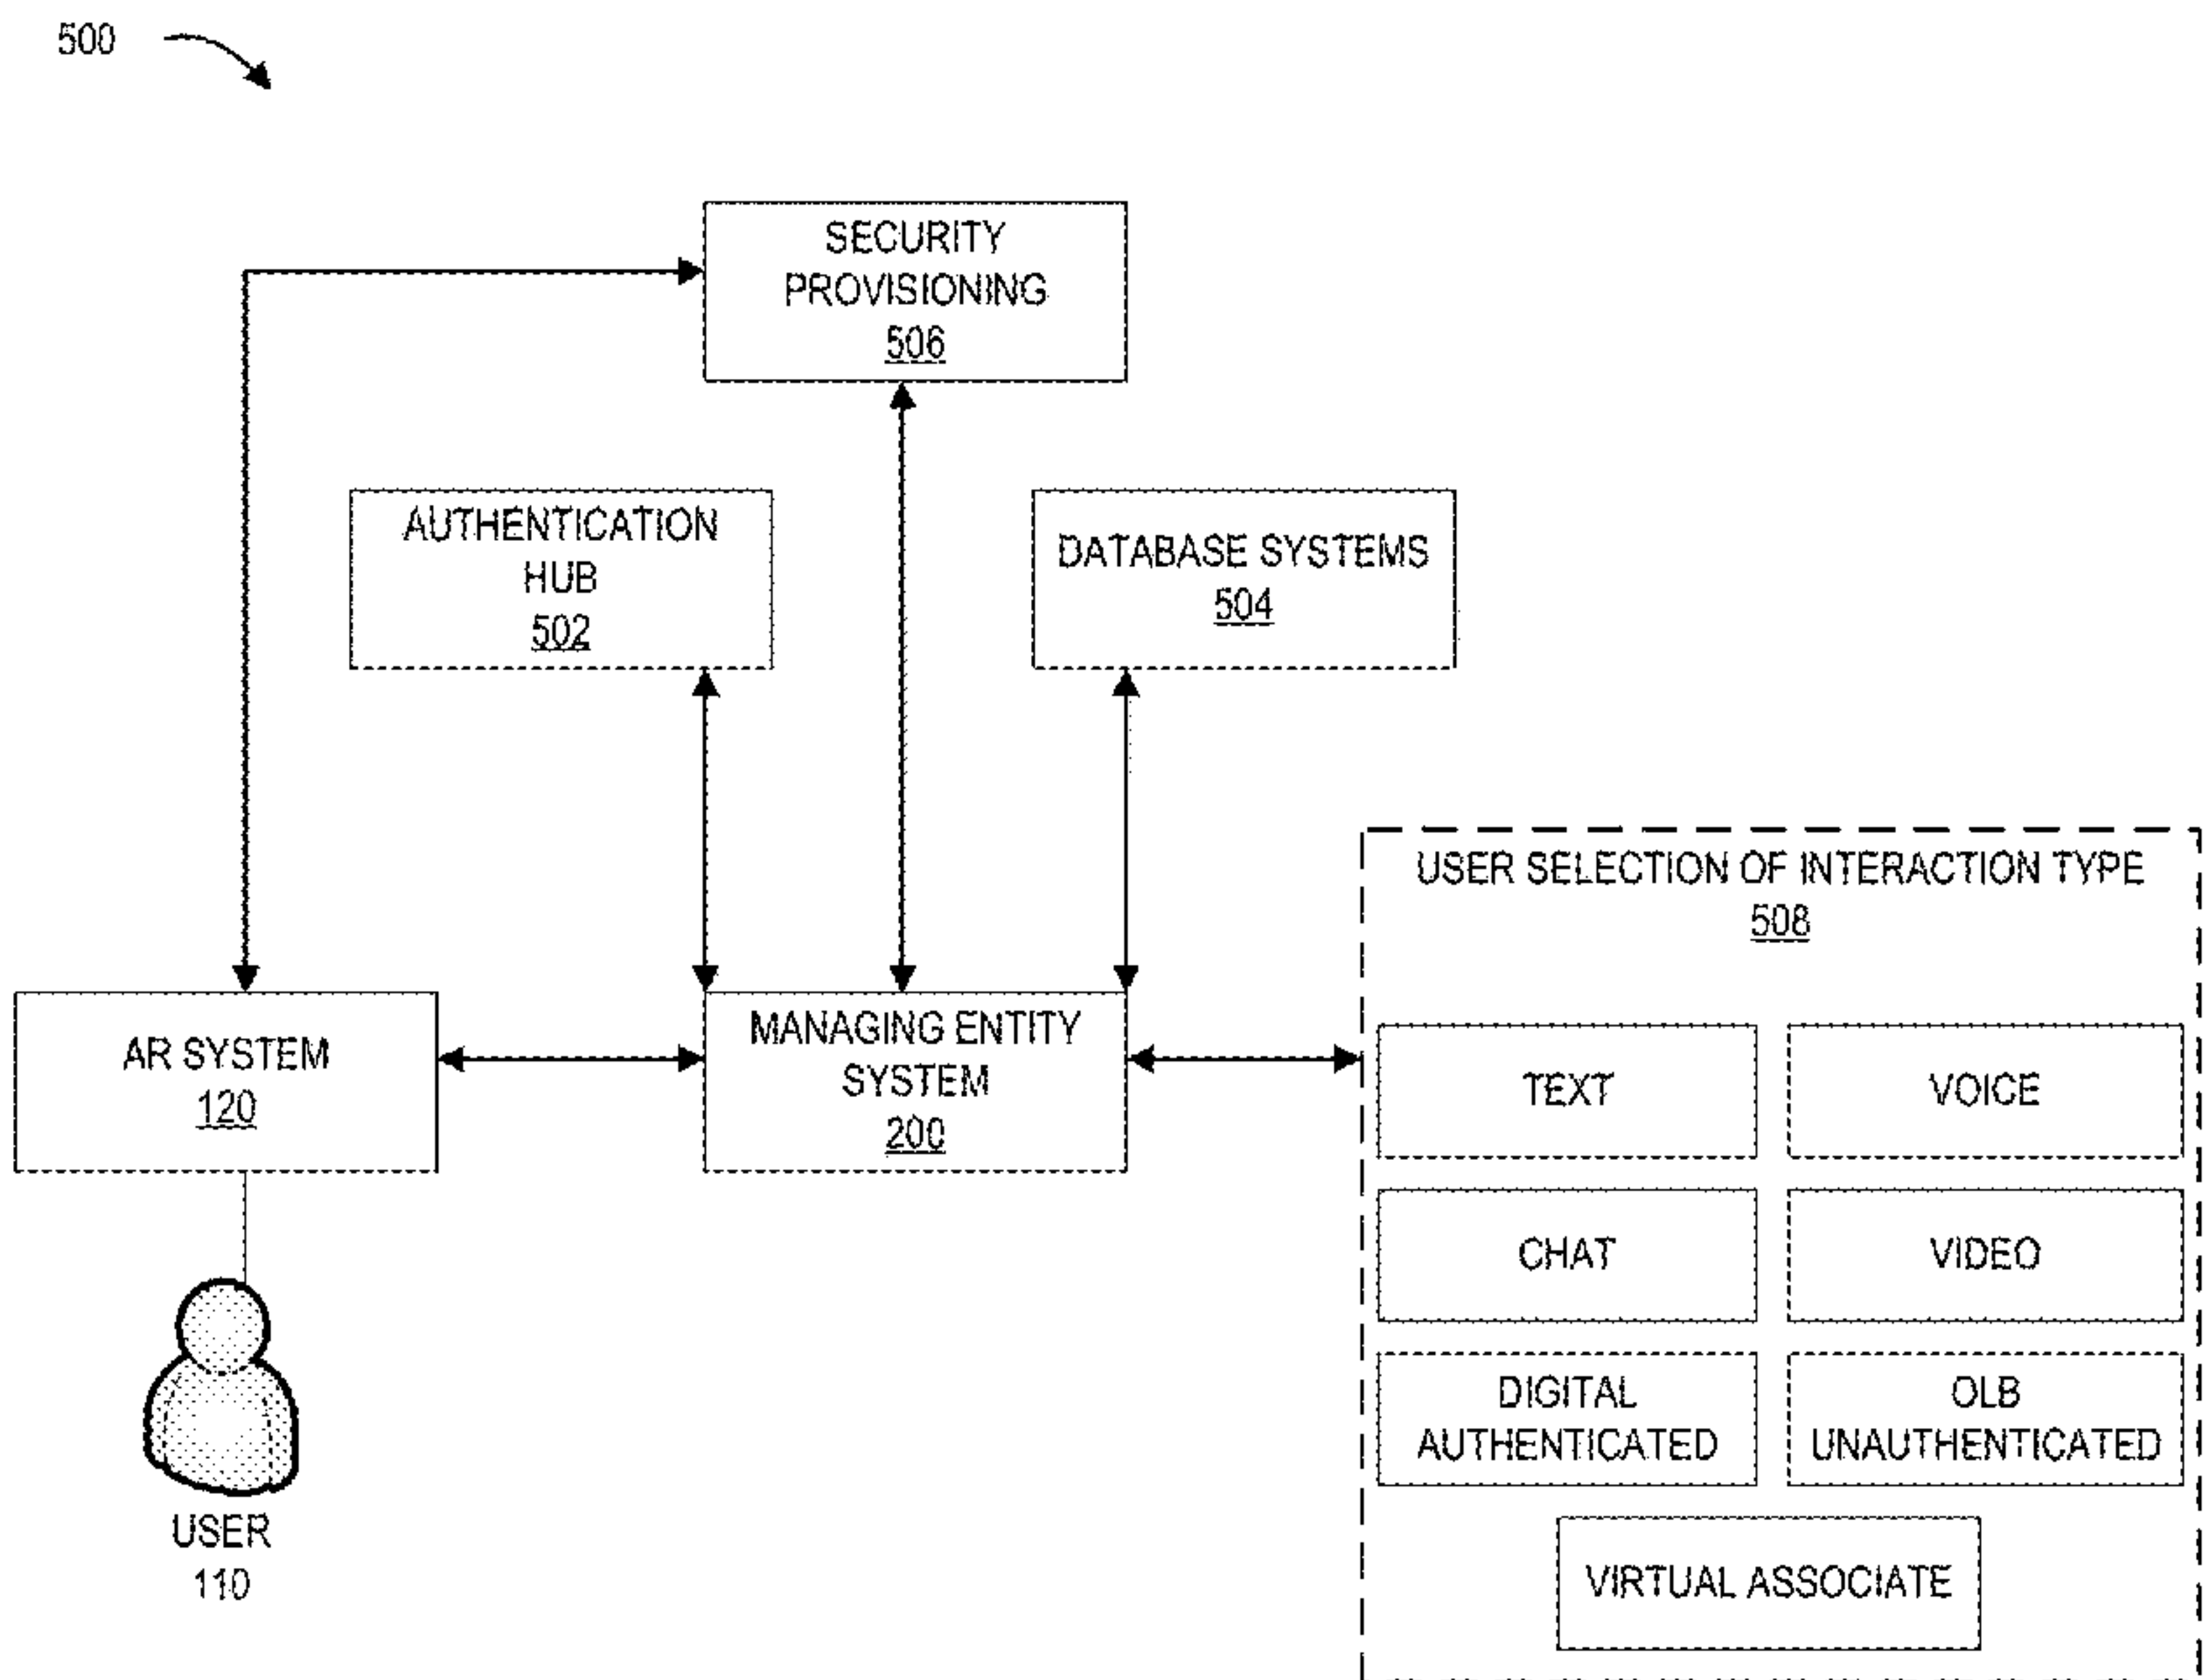 500
SECURITY
PROVISIONING
506
AUTHENTICATION
HUB
502
DATABASE SYSTEMS
504
USER SELECTION OF INTERACTION TYPE
508
AR SYSTEM
120
MANAGING ENTITY
SYSTEM
200
TEXT
VOICE
CHAT
VIDEO
DIGITAL
AUTHENTICATED
OLB
UNAUTHENTICATED
VIRTUAL ASSOCIATE
USER
110